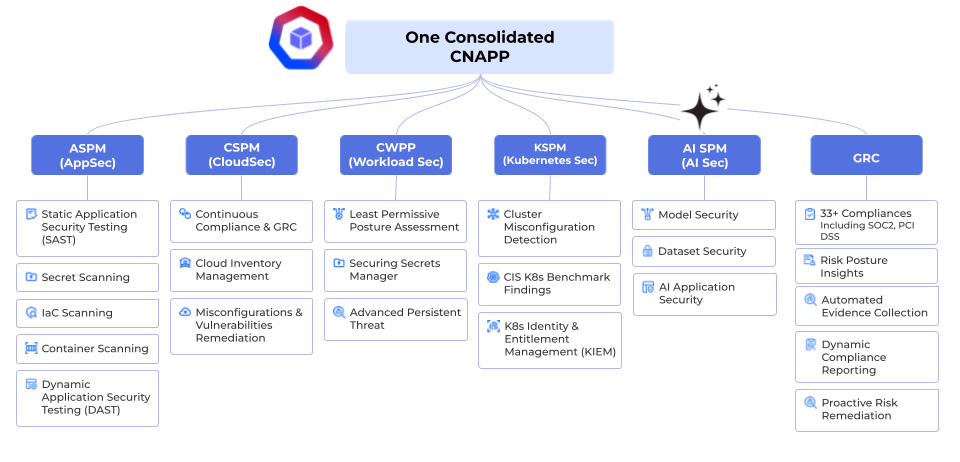 One Consolidated
CNAPP
ASPM
(AppSec)
Static Application
Security Testing
(SAST)
Secret Scanning
IaC Scanning
Container Scanning
Dynamic
Application Security
Testing (DAST)
CSPM
(CloudSec)
Continuous
Compliance & GRC
Cloud Inventory
Management
Misconfigurations &
Vulnerabilities
Remediation
CWPP
(Workload Sec)
Least Permissive
Posture Assessment
Securing Secrets
Manager
Advanced Persistent
Threat
KSPM
(Kubernetes Sec)
Cluster
Misconfiguration
Detection
CIS K8s Benchmark
Findings
K8s Identity &
Entitlement
Management (KIEM)
AI SPM
(AI Sec)
Model Security
Dataset Security
AI Application
Security
GRC
33+ Compliances
Including SOC2, PCI
DSS
Risk Posture
Insights
Automated
Evidence Collection
Dynamic
Compliance
Reporting
Proactive Risk
Remediation